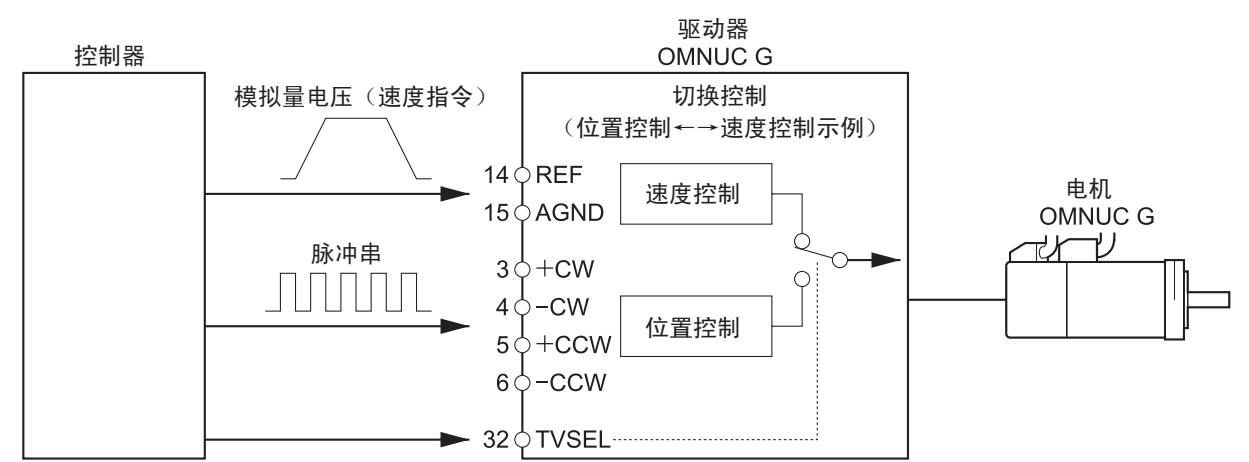 控制器
驱动器
OMNUC G
模拟量电压（速度指令）
切换控制
（位置控制←→速度控制示例）
14 REF
速度控制
15 AGND
电机
OMNUC G
脉冲串
3 +CW
4 -CW
位置控制
5 +CCW
6 -CCW
32 TVSEL